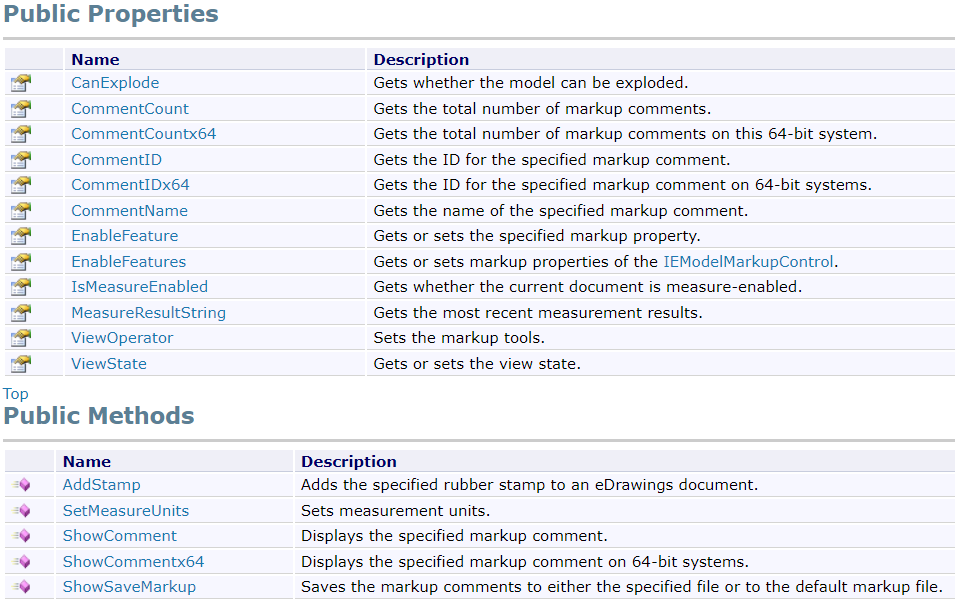 Public Properties
Name Description
CanExplode Gets whether the model can be exploded.
CommentCount Gets the total number of markup comments.
CommentCountx64 Gets the total number of markup comments on this 64-bit system.
CommentID Gets the ID for the specified markup comment.
CommentIDx64 Gets the ID for the specified markup comment on 64-bit systems.
CommentName Gets the name of the specified markup comment.
EnableFeature Gets or sets the specified markup property.
EnableFeatures Gets or sets markup properties of the IEModelMarkupControl.
IsMeasureEnabled Gets whether the current document is measure-enabled.
MeasureResultString Gets the most recent measurement results.
ViewOperator Sets the markup tools.
ViewState Gets or sets the view state.
Top
Public Methods
Name Description
AddStamp Adds the specified rubber stamp to an eDrawings document.
SetMeasureUnits Sets measurement units.
ShowComment Displays the specified markup comment.
ShowCommentx64 Displays the specified markup comment on 64-bit systems.
ShowSaveMarkup Saves the markup comments to either the specified file or to the default markup file.